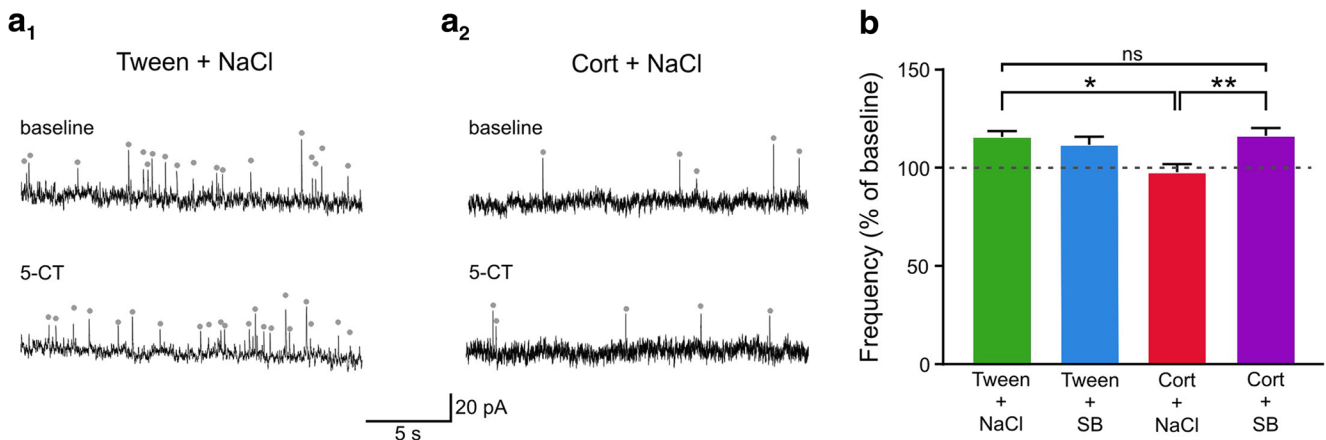 a1
Tween + NaCl
baseline
5-CT
a2
Cort + NaCl
baseline
5-CT
20 pA
5 s
b
Frequency (% of baseline)
150
100
50
0
ns
*
**
Tween
+
NaCl
Tween
+
SB
Cort
+
NaCl
Cort
+
SB